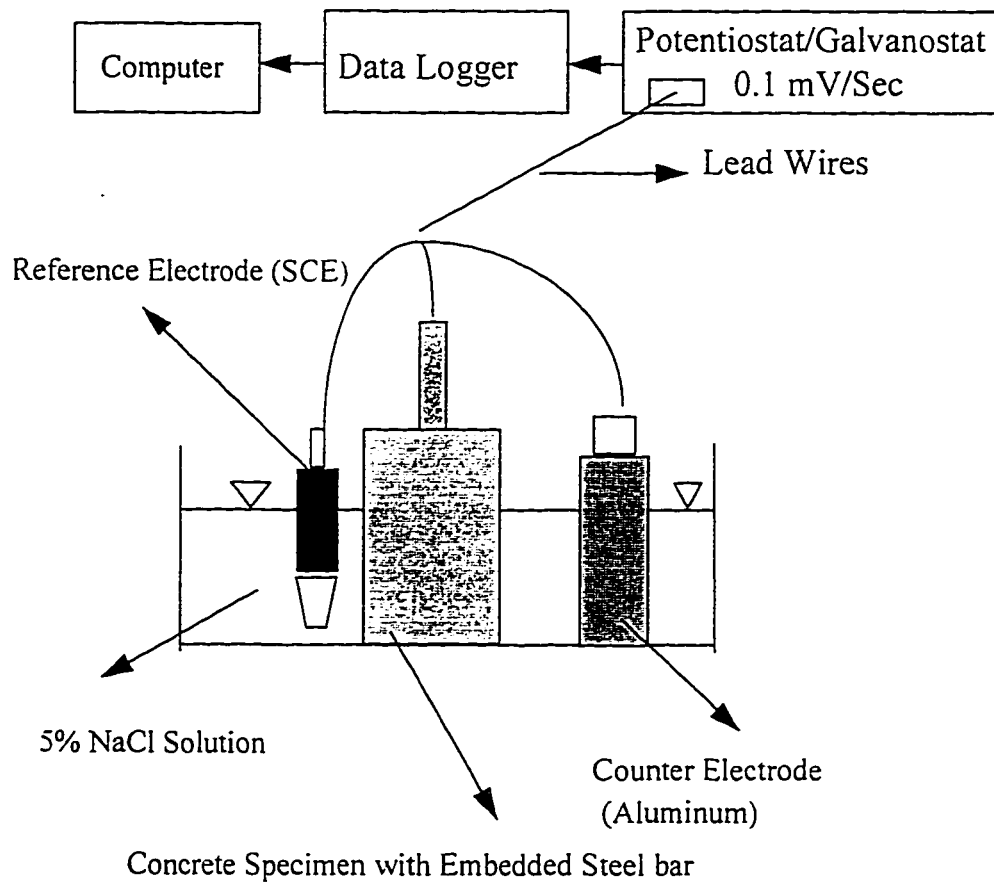 Computer
Data Logger
Potentiostat/Galvanostat
0.1 mV/Sec
Lead Wires
Reference Electrode (SCE)
5% NaCl Solution
Counter Electrode
(Aluminum)
Concrete Specimen with Embedded Steel bar